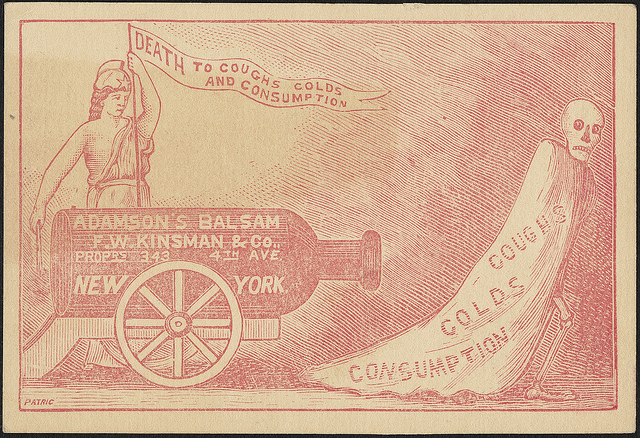 DEATH TO COUGHS COLDS
AND CONSUMPTION
ADAMSON'S BALSAM
F. W. KINSMAN & Co.,
PROPRS 343 4TH AVE
NEW YORK
COUGHS
COLDS
CONSUMPTION
PATRIC